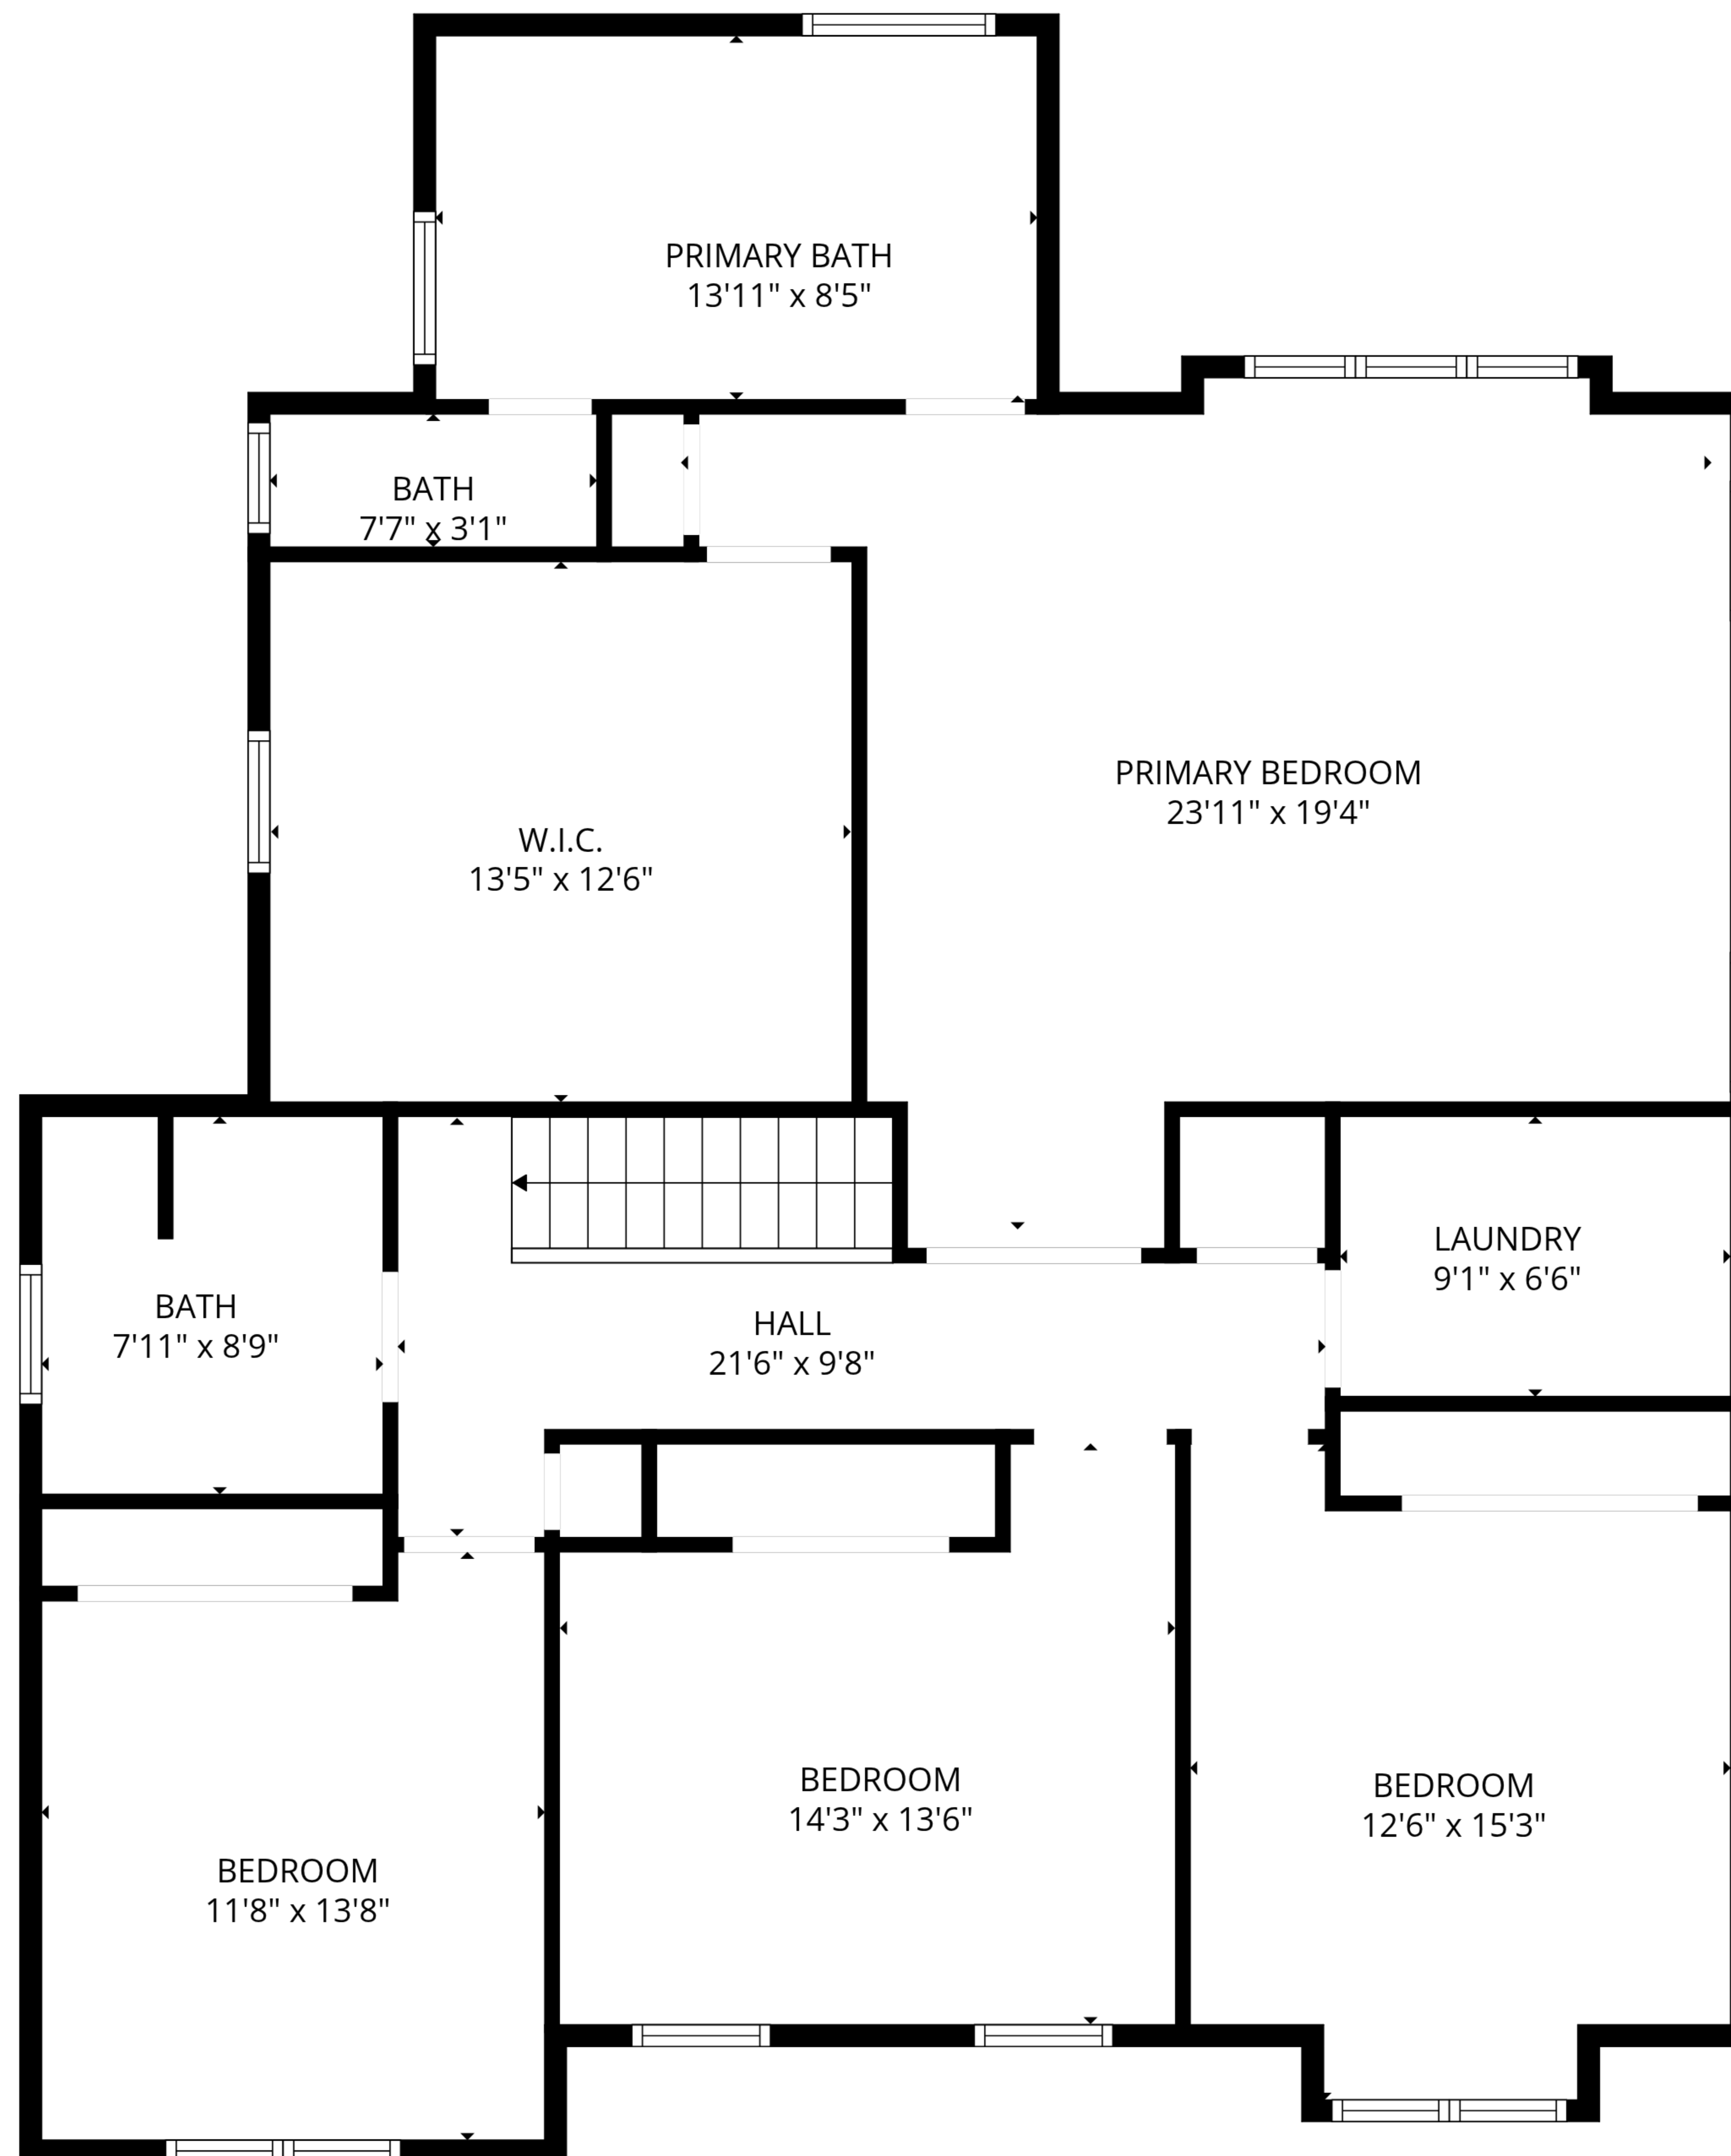 PRIMARY BATH
13'11" x 8'5"
BATH
7'7" x 3'1"
PRIMARY BEDROOM
23'11" x 19'4"
W.I.C.
13'5" x 12'6"
LAUNDRY
9'1" x 6'6"
BATH
7'11" x 8'9"
HALL
21'6" x 9'8"
BEDROOM
14'3" x 13'6"
BEDROOM
12'6" x 15'3"
BEDROOM
11'8" x 13'8"